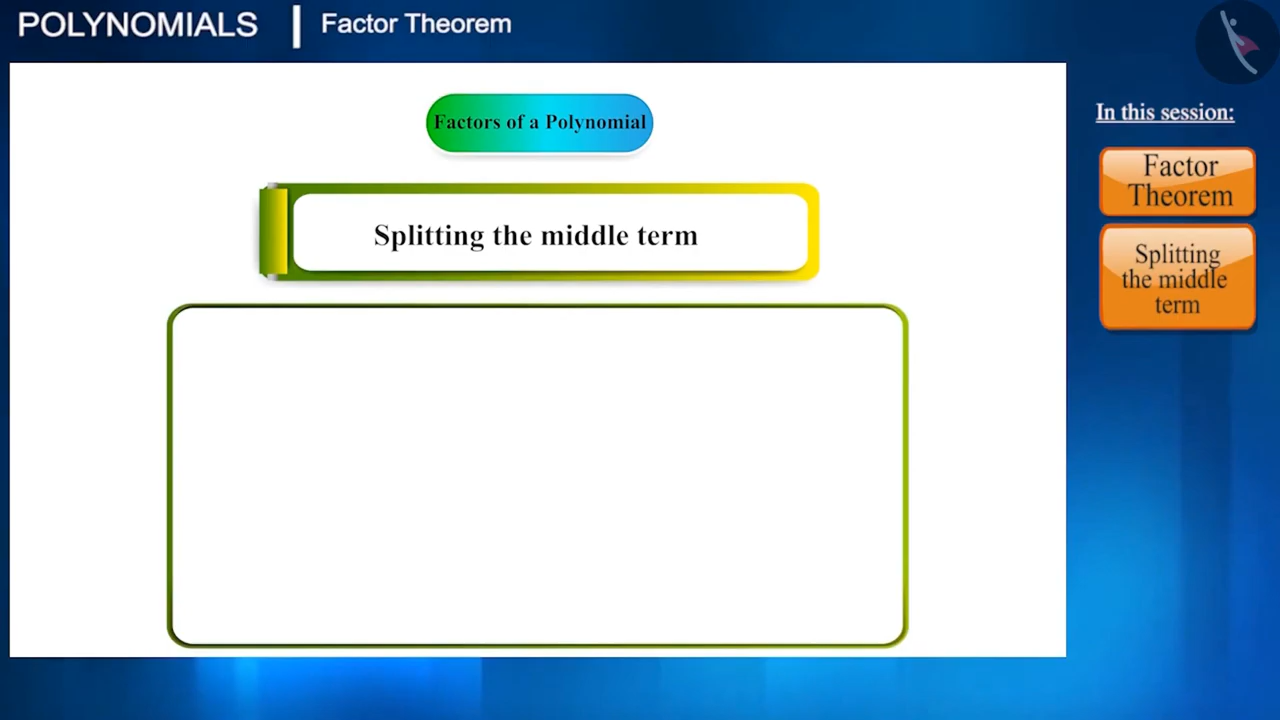 POLYNOMIALS | Factor Theorem
Factors of a Polynomial
Splitting the middle term
In this session:
Factor
Theorem
Splitting
the middle
term